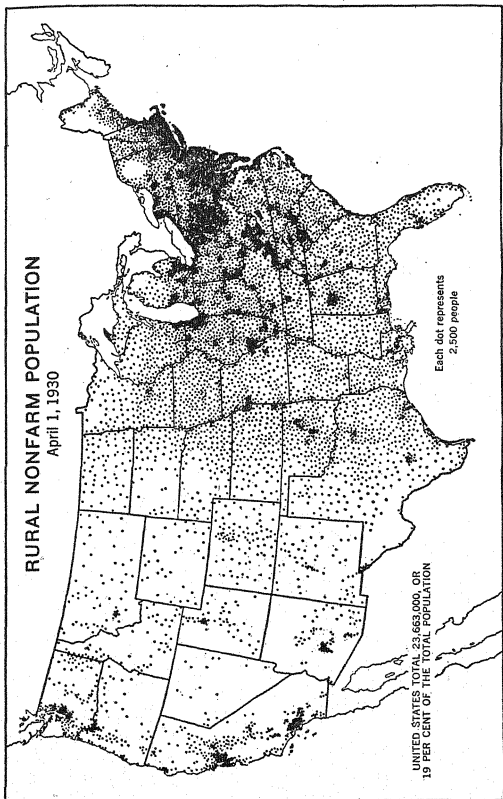 RURAL NONFARM POPULATION
April 1, 1930
Each dot represents
2,500 people
UNITED STATES TOTAL 23,663,000, OR
19 PER CENT OF THE TOTAL POPULATION